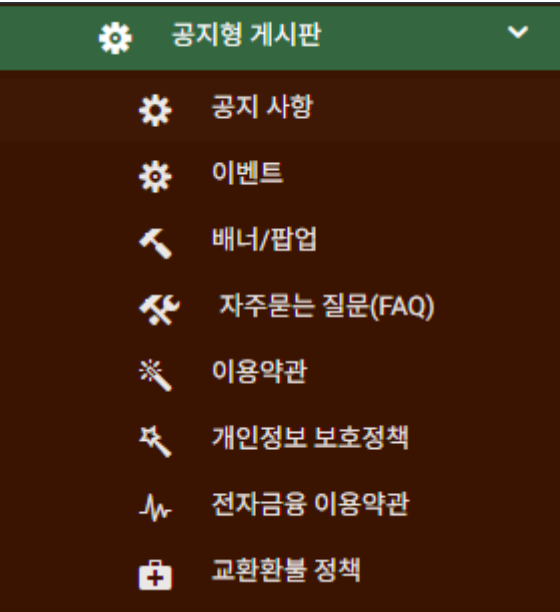 공지형 게시판
공지 사항
이벤트
배너/팝업
자주묻는 질문(FAQ)
이용약관
개인정보 보호정책
전자금융 이용약관
교환환불 정책